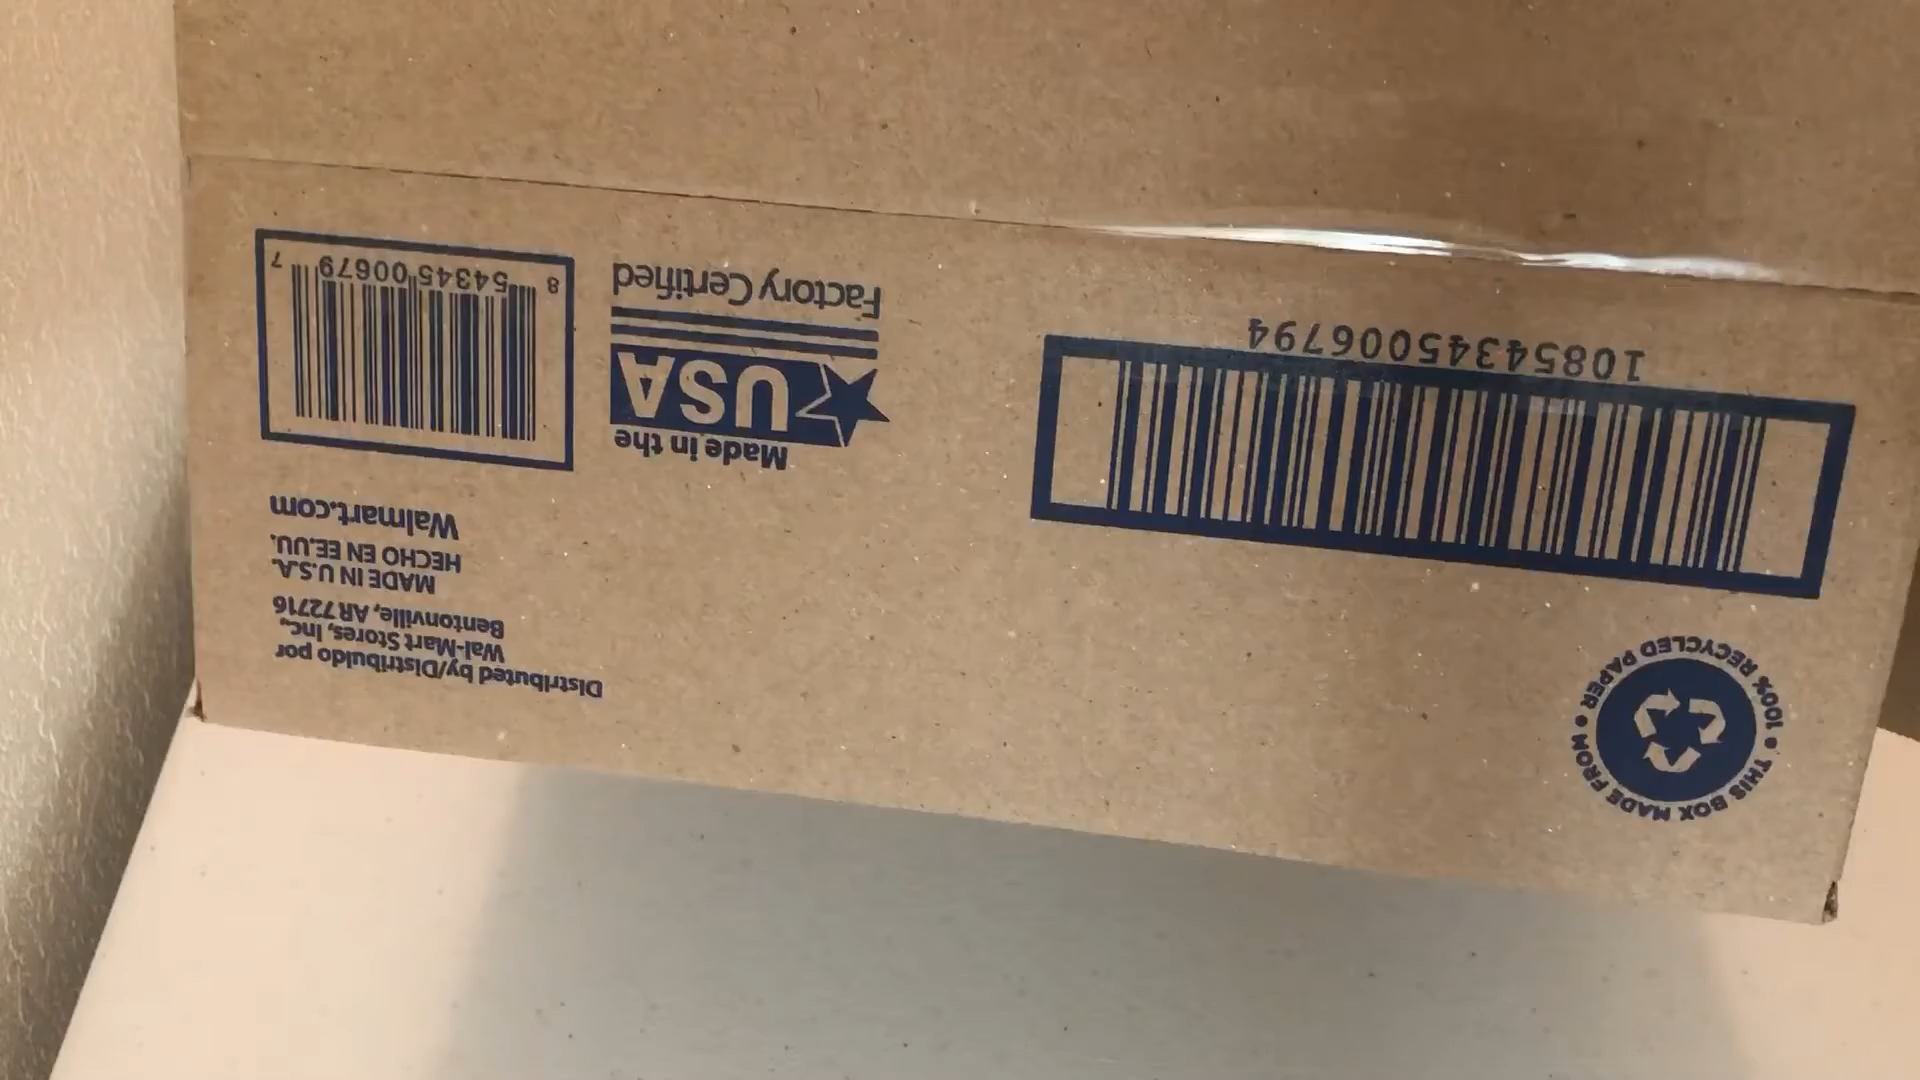 THIS BOX MADE FROM • 100% RECYCLED PAPER •
10854345006794
Distributed by/Distribuido por
Wal-Mart Stores, Inc.,
Bentonville, AR 72716
MADE IN U.S.A.
HECHO EN EE.UU.
Walmart.com
Made in the
USA
Factory Certified
8 54345 00679 7